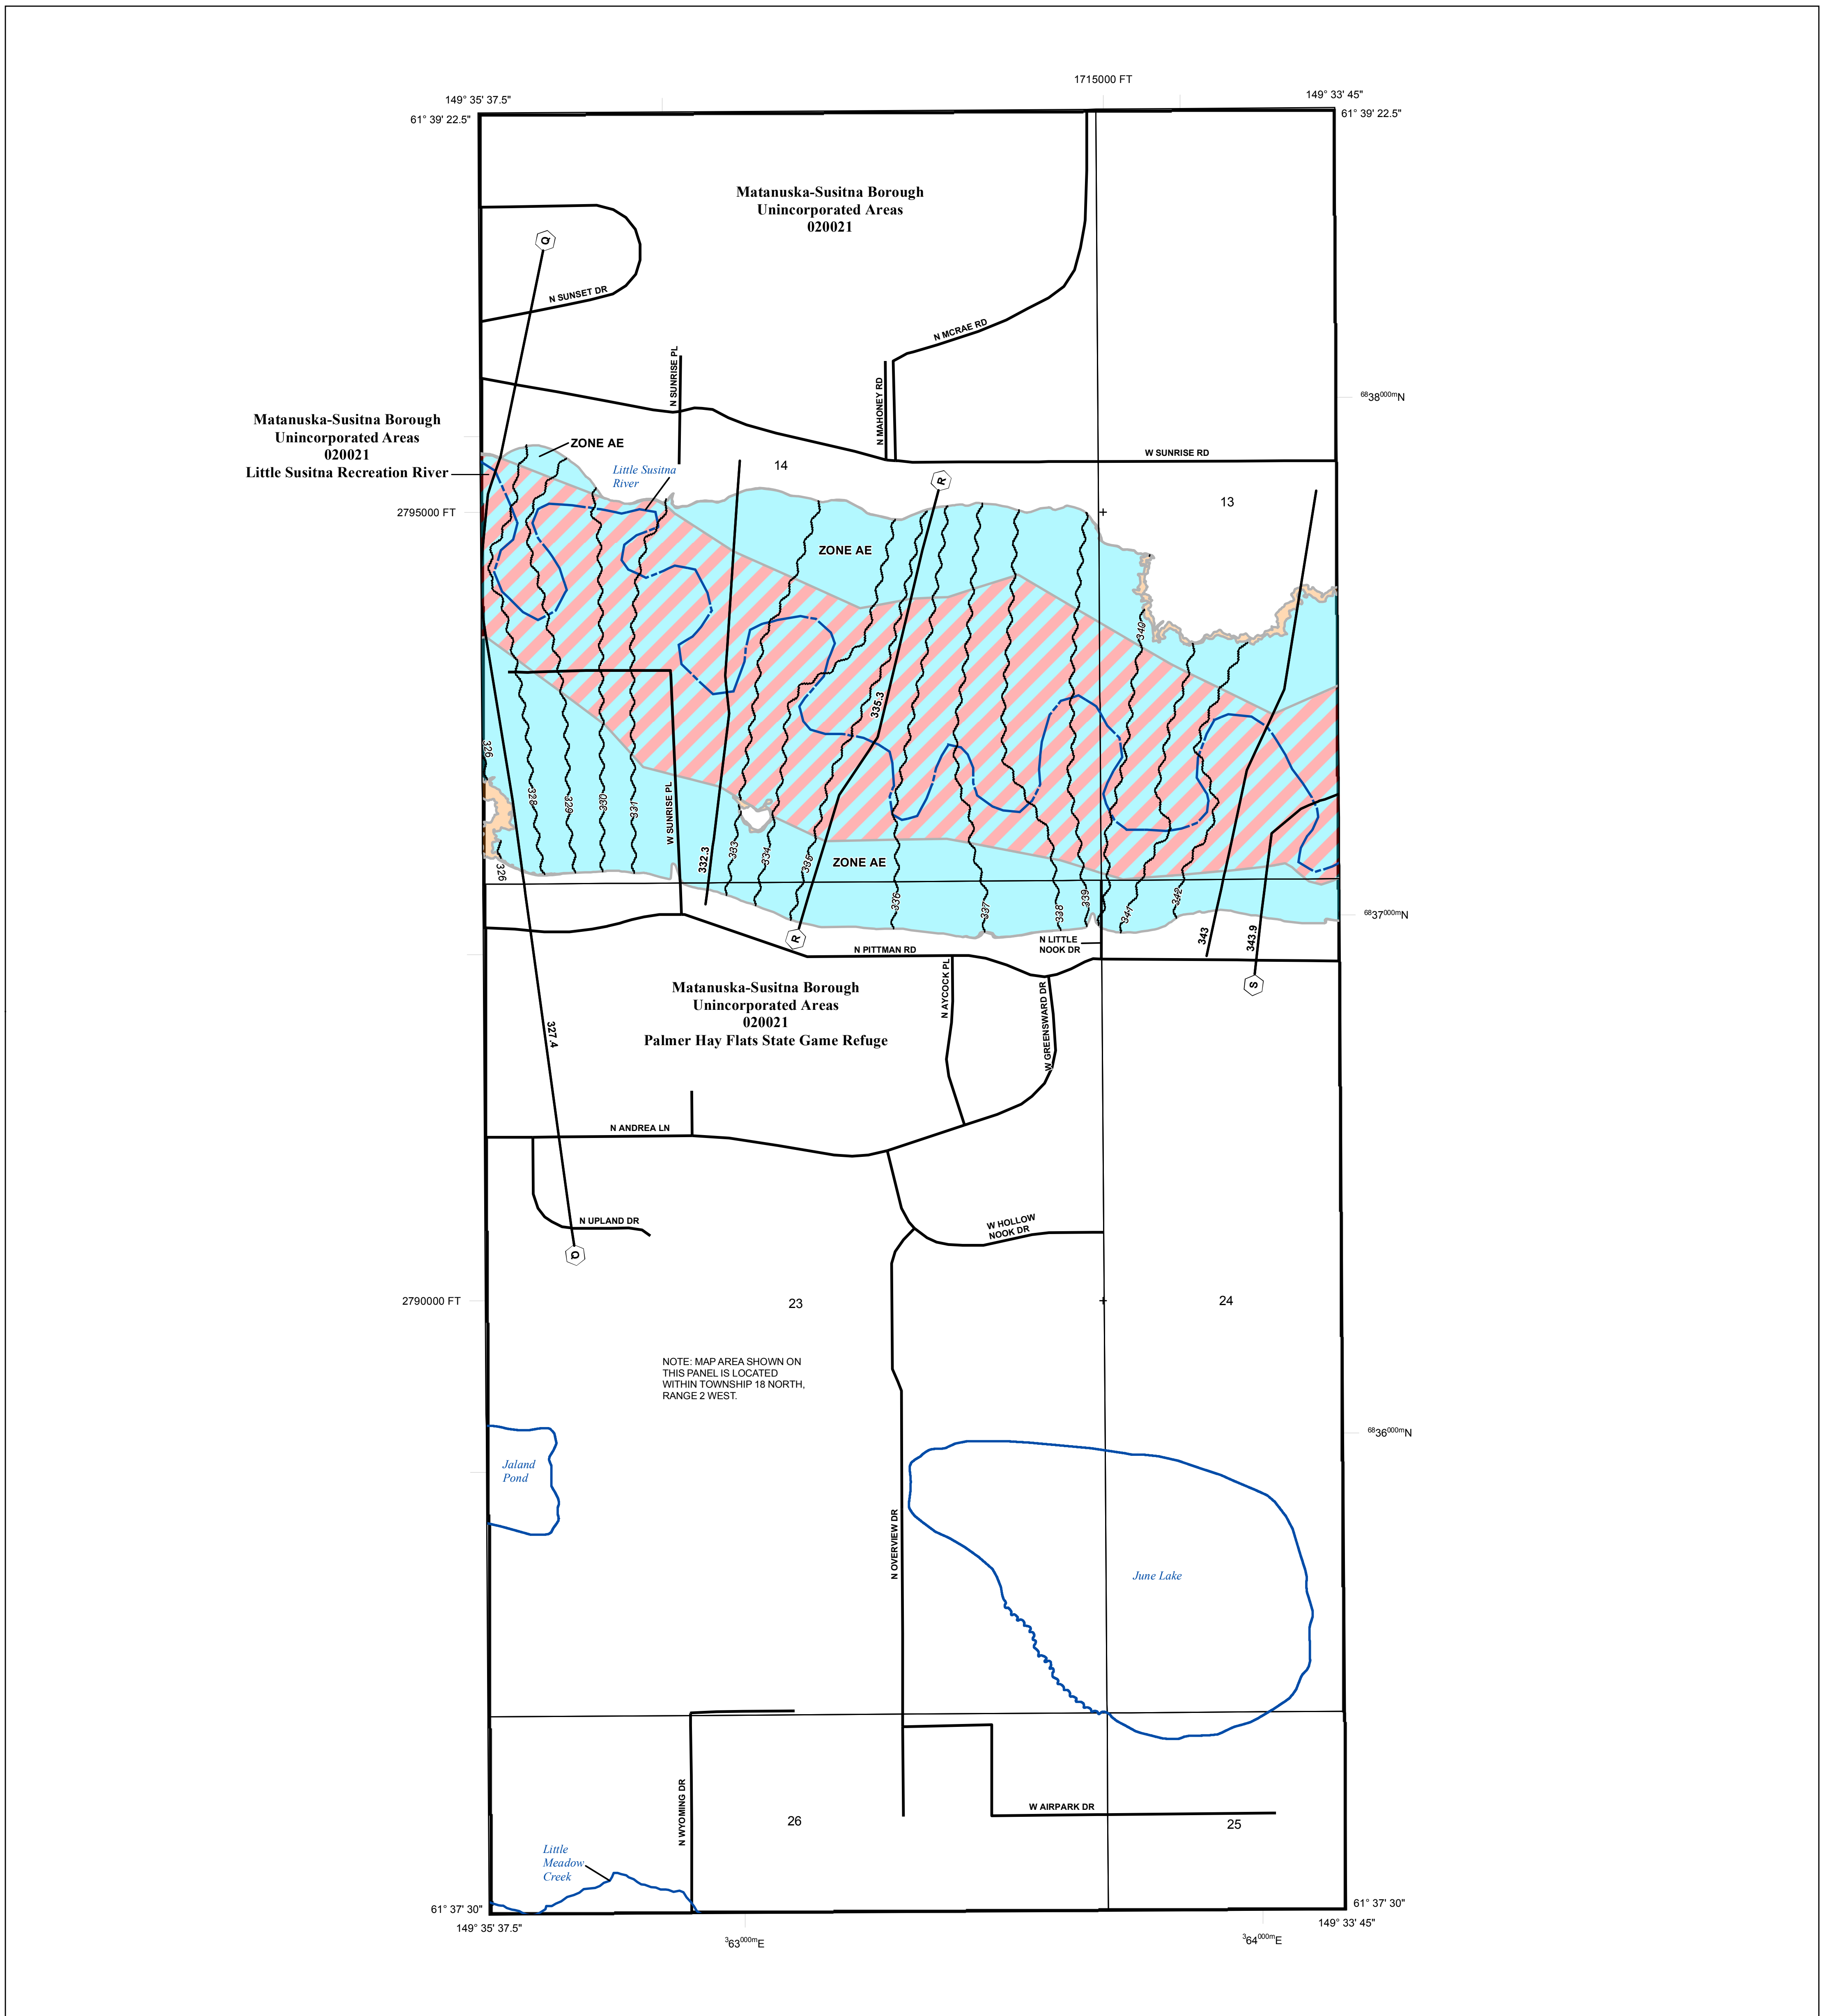 1715000 FT
149° 35' 37.5"
149° 33' 45"
61° 39' 22.5"
61° 39' 22.5"
Matanuska-Susitna Borough
Unincorporated Areas
020021
Q
N SUNSET DR
N MCRAE RD
N SUNRISE PL
N MAHONEY RD
6838000mN
Matanuska-Susitna Borough
Unincorporated Areas
020021
Little Susitna Recreation River
ZONE AE
Little Susitna
River
14
W SUNRISE RD
R
13
2795000 FT
ZONE AE
340
335.3
326
328
329
330
331
W SUNRISE PL
332.3
333
334
335
ZONE AE
326
336
337
338
339
341
342
6837000mN
343
343.9
R
N PITTMAN RD
N LITTLE
NOOK DR
S
Matanuska-Susitna Borough
Unincorporated Areas
020021
Palmer Hay Flats State Game Refuge
N AYCOCK PL
W GREENSWARD DR
327.4
N ANDREA LN
N UPLAND DR
W HOLLOW
NOOK DR
Q
2790000 FT
23
24
NOTE: MAP AREA SHOWN ON
THIS PANEL IS LOCATED
WITHIN TOWNSHIP 18 NORTH,
RANGE 2 WEST.
6836000mN
Jaland
Pond
N OVERVIEW DR
June Lake
N WYOMING DR
W AIRPARK DR
26
25
Little
Meadow
Creek
61° 37' 30"
61° 37' 30"
149° 35' 37.5"
149° 33' 45"
363000mE
364000mE